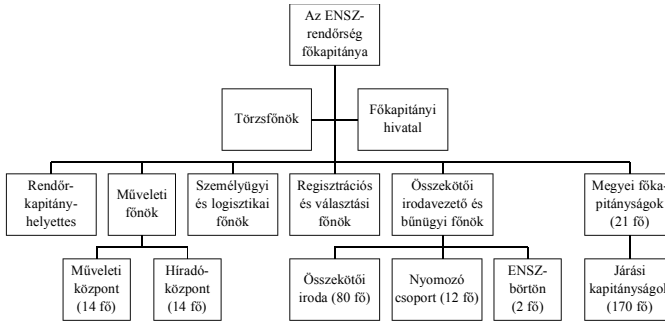 Az ENSZ-
rendőrség
főkapitánya
Törzsfőnök
Főkapitányi
hivatal
Rendőr-
kapitány-
helyettes
Műveleti
főnök
Személyügyi
és logisztikai
főnök
Regisztrációs
és választási
főnök
Összekötői
irodavezető és
bűnügyi főnök
Megyei főka-
pitányságok
(21 fő)
Műveleti
központ
(14 fő)
Híradó-
központ
(14 fő)
Összekötői
iroda (80 fő)
Nyomozó
csoport (12 fő)
ENSZ-
börtön
(2 fő)
Járási
kapitányságok
(170 fő)